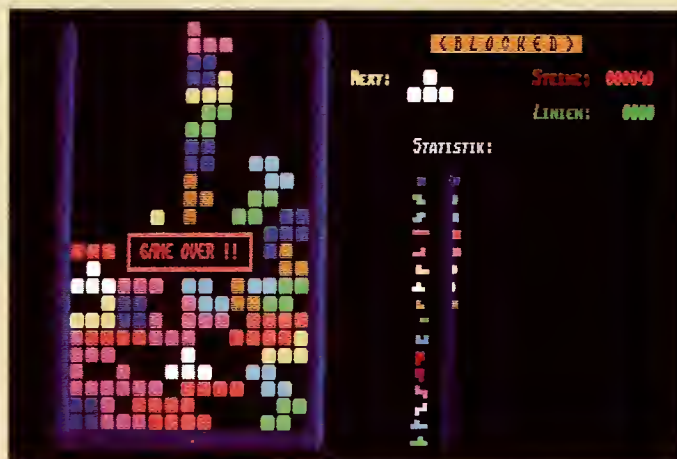 <BLOCKED>
NEXT:
STEINE: 000040
LINIEN: 0000
STATISTIK:
GAME OVER !!